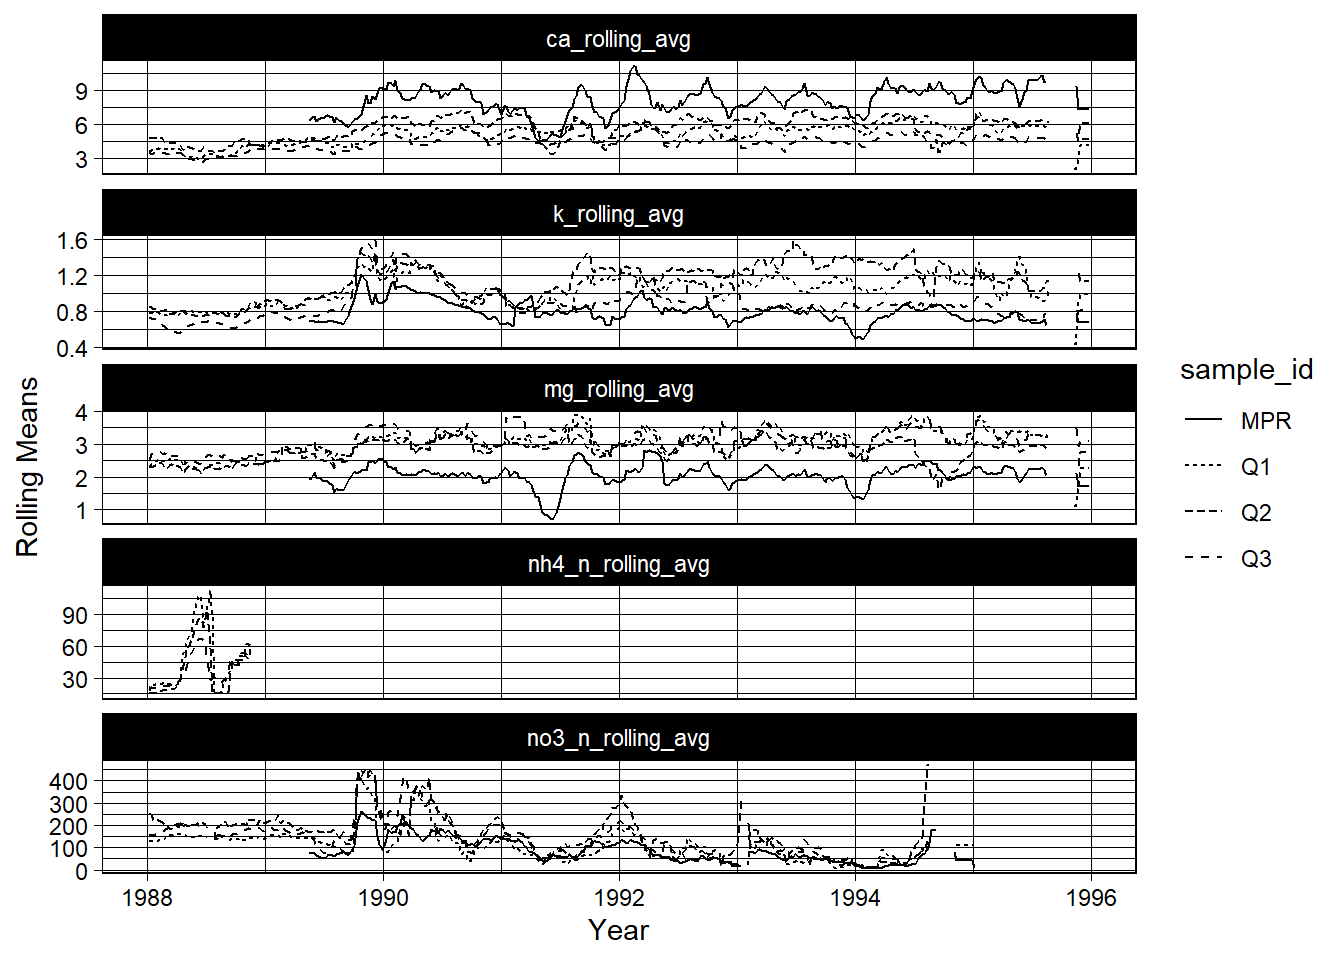 ca_rolling_avg
9
6
3
k_rolling_avg
1.6
1.2
0.8
0.4
mg_rolling_avg
4
3
2
1
nh4_n_rolling_avg
90
60
30
no3_n_rolling_avg
400
300
200
100
0
1988
1990
1992
1994
1996
Year
Rolling Means
sample_id
MPR
Q1
Q2
Q3